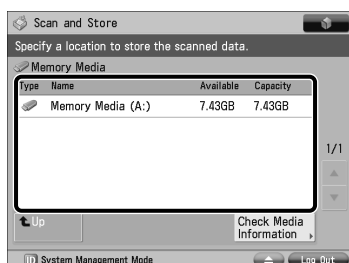 Scan and Store
Specify a location to store the scanned data.
Memory Media
Type Name Available Capacity
Memory Media (A:) 7.43GB 7.43GB
1/1
Up
Check Media
Information
ID System Management Mode
Log Out